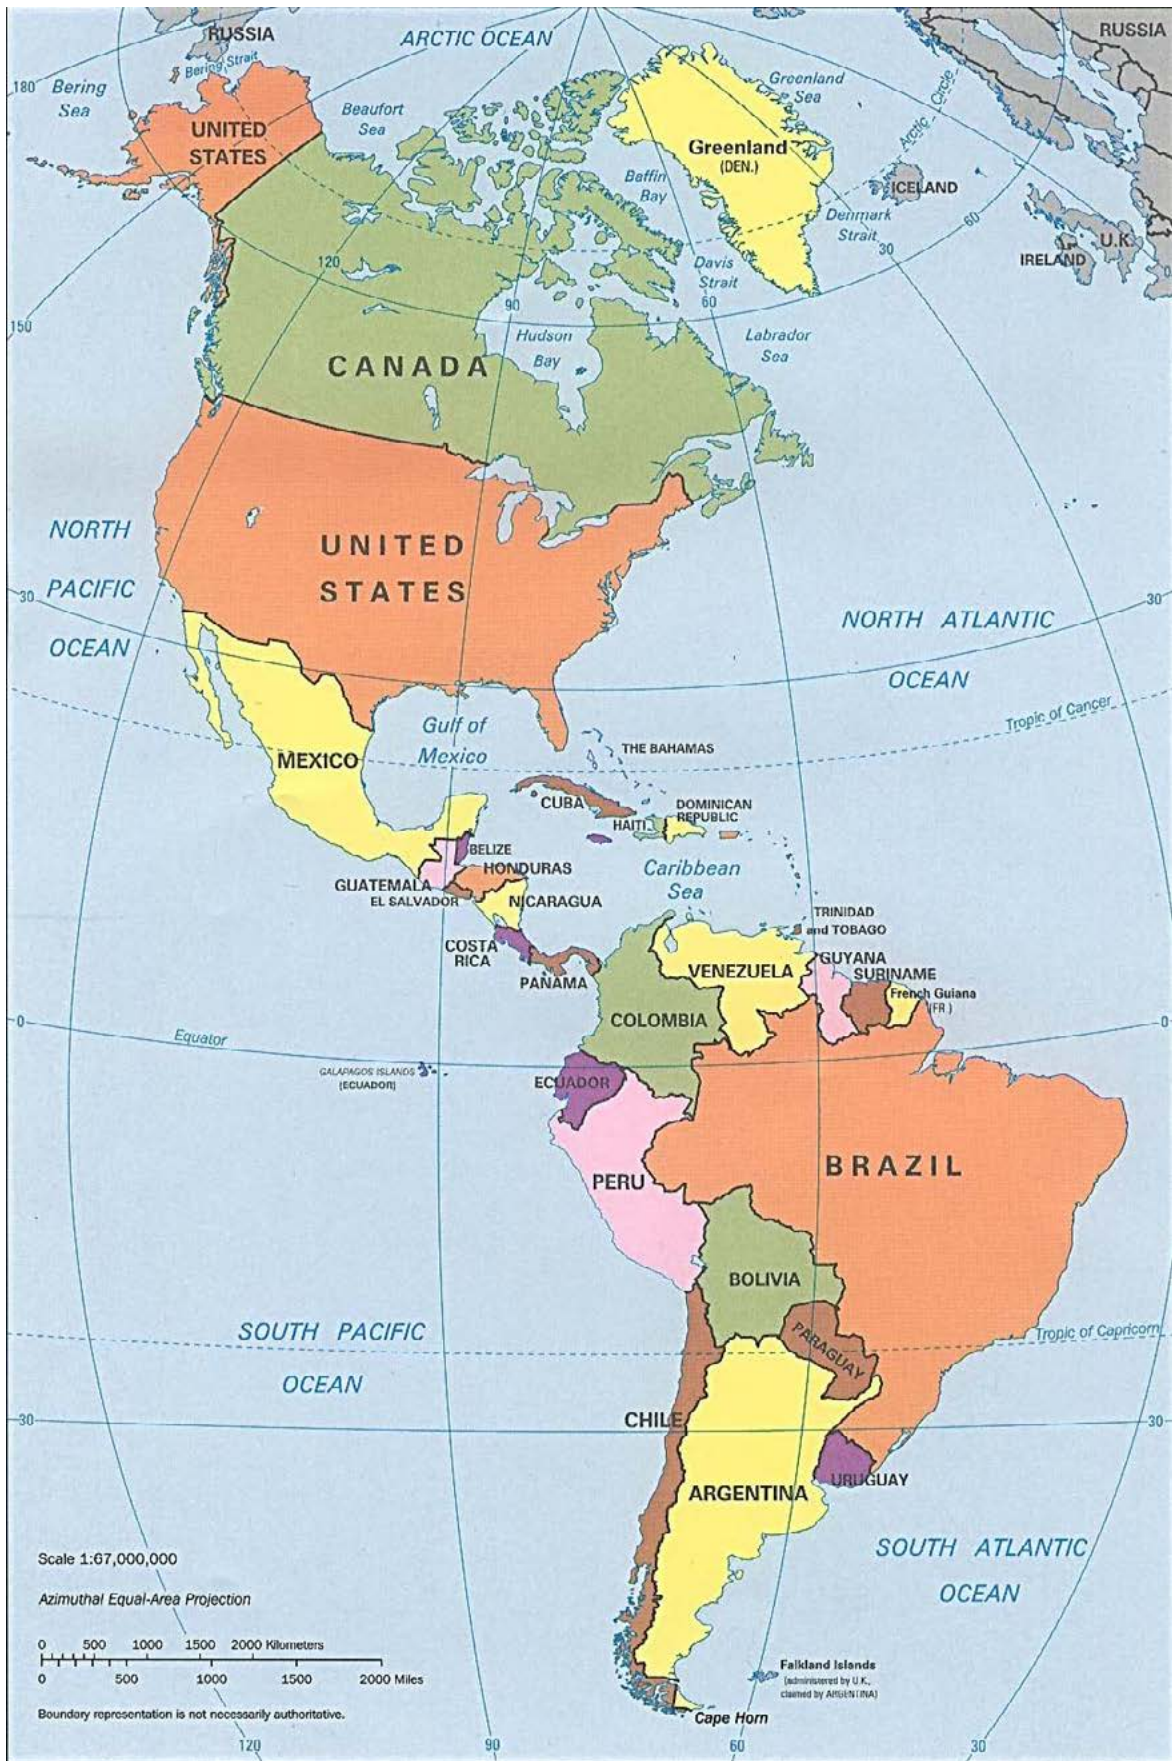 RUSSIA
ARCTIC OCEAN
RUSSIA
Bering Strait
180
Bering
Sea
Beaufort
Sea
Greenland
Sea
UNITED
STATES
Greenland
(DEN.)
Arctic Circle
Baffin
Bay
ICELAND
Denmark
Strait
60
30
U.K.
IRELAND
0
120
Davis
Strait
90
60
150
Hudson
Bay
Labrador
Sea
CANADA
NORTH
PACIFIC
OCEAN
UNITED
STATES
30
30
NORTH ATLANTIC
OCEAN
Tropic of Cancer
Gulf of
Mexico
THE BAHAMAS
MEXICO
CUBA
DOMINICAN
REPUBLIC
HAITI
BELIZE
HONDURAS
Caribbean
Sea
GUATEMALA
EL SALVADOR
NICARAGUA
TRINIDAD
and TOBAGO
COSTA
RICA
PANAMA
VENEZUELA
GUYANA
SURINAME
French Guiana
(FR.)
COLOMBIA
0
0
Equator
GALAPAGOS ISLANDS
(ECUADOR)
ECUADOR
BRAZIL
PERU
BOLIVIA
SOUTH PACIFIC
OCEAN
PARAGUAY
Tropic of Capricorn
30
CHILE
30
URUGUAY
ARGENTINA
SOUTH ATLANTIC
OCEAN
Scale 1:67,000,000
Azimuthal Equal-Area Projection
0 500 1000 1500 2000 Kilometers
0 500 1000 1500 2000 Miles
Boundary representation is not necessarily authoritative.
Falkland Islands
(administered by U.K.,
claimed by ARGENTINA)
Cape Horn
120
90
60
30